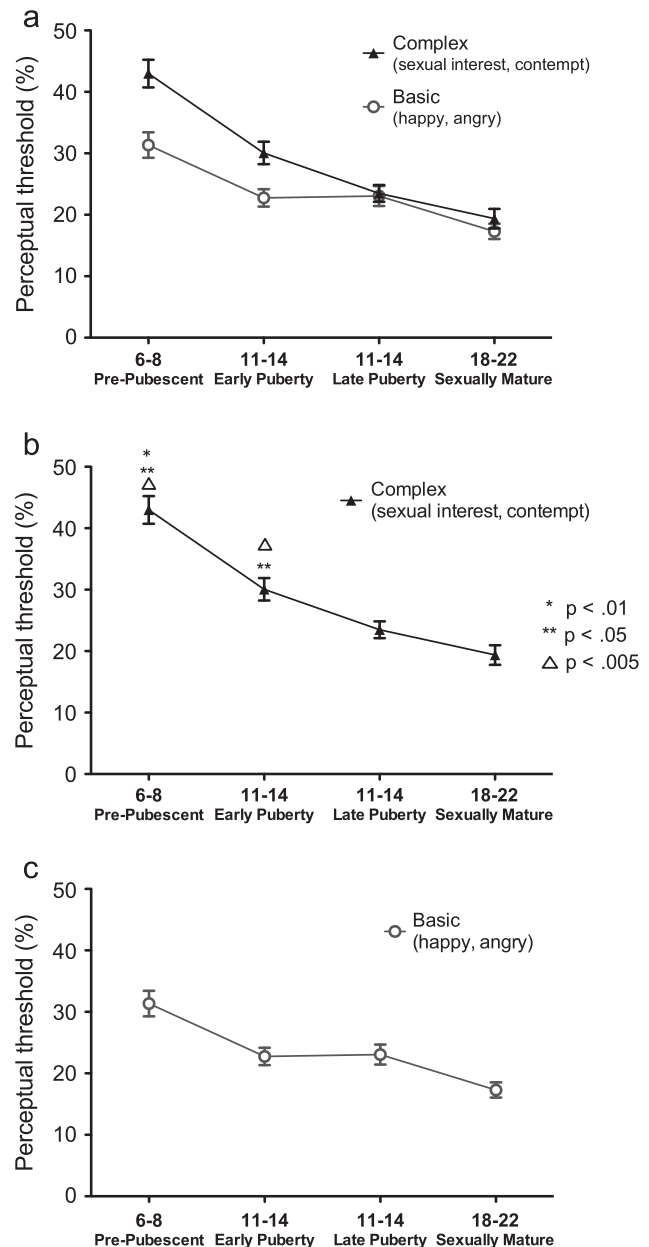 a
Perceptual threshold (%)
50
40
30
20
10
0
Complex
(sexual interest, contempt)
Basic
(happy, angry)
6-8 11-14 11-14 18-22
Pre-Pubescent Early Puberty Late Puberty Sexually Mature
b
Perceptual threshold (%)
50
40
30
20
10
0
*
**
△
△
**
Complex
(sexual interest, contempt)
* p < .01
** p < .05
△ p < .005
6-8 11-14 11-14 18-22
Pre-Pubescent Early Puberty Late Puberty Sexually Mature
c
Perceptual threshold (%)
50
40
30
20
10
0
Basic
(happy, angry)
6-8 11-14 11-14 18-22
Pre-Pubescent Early Puberty Late Puberty Sexually Mature